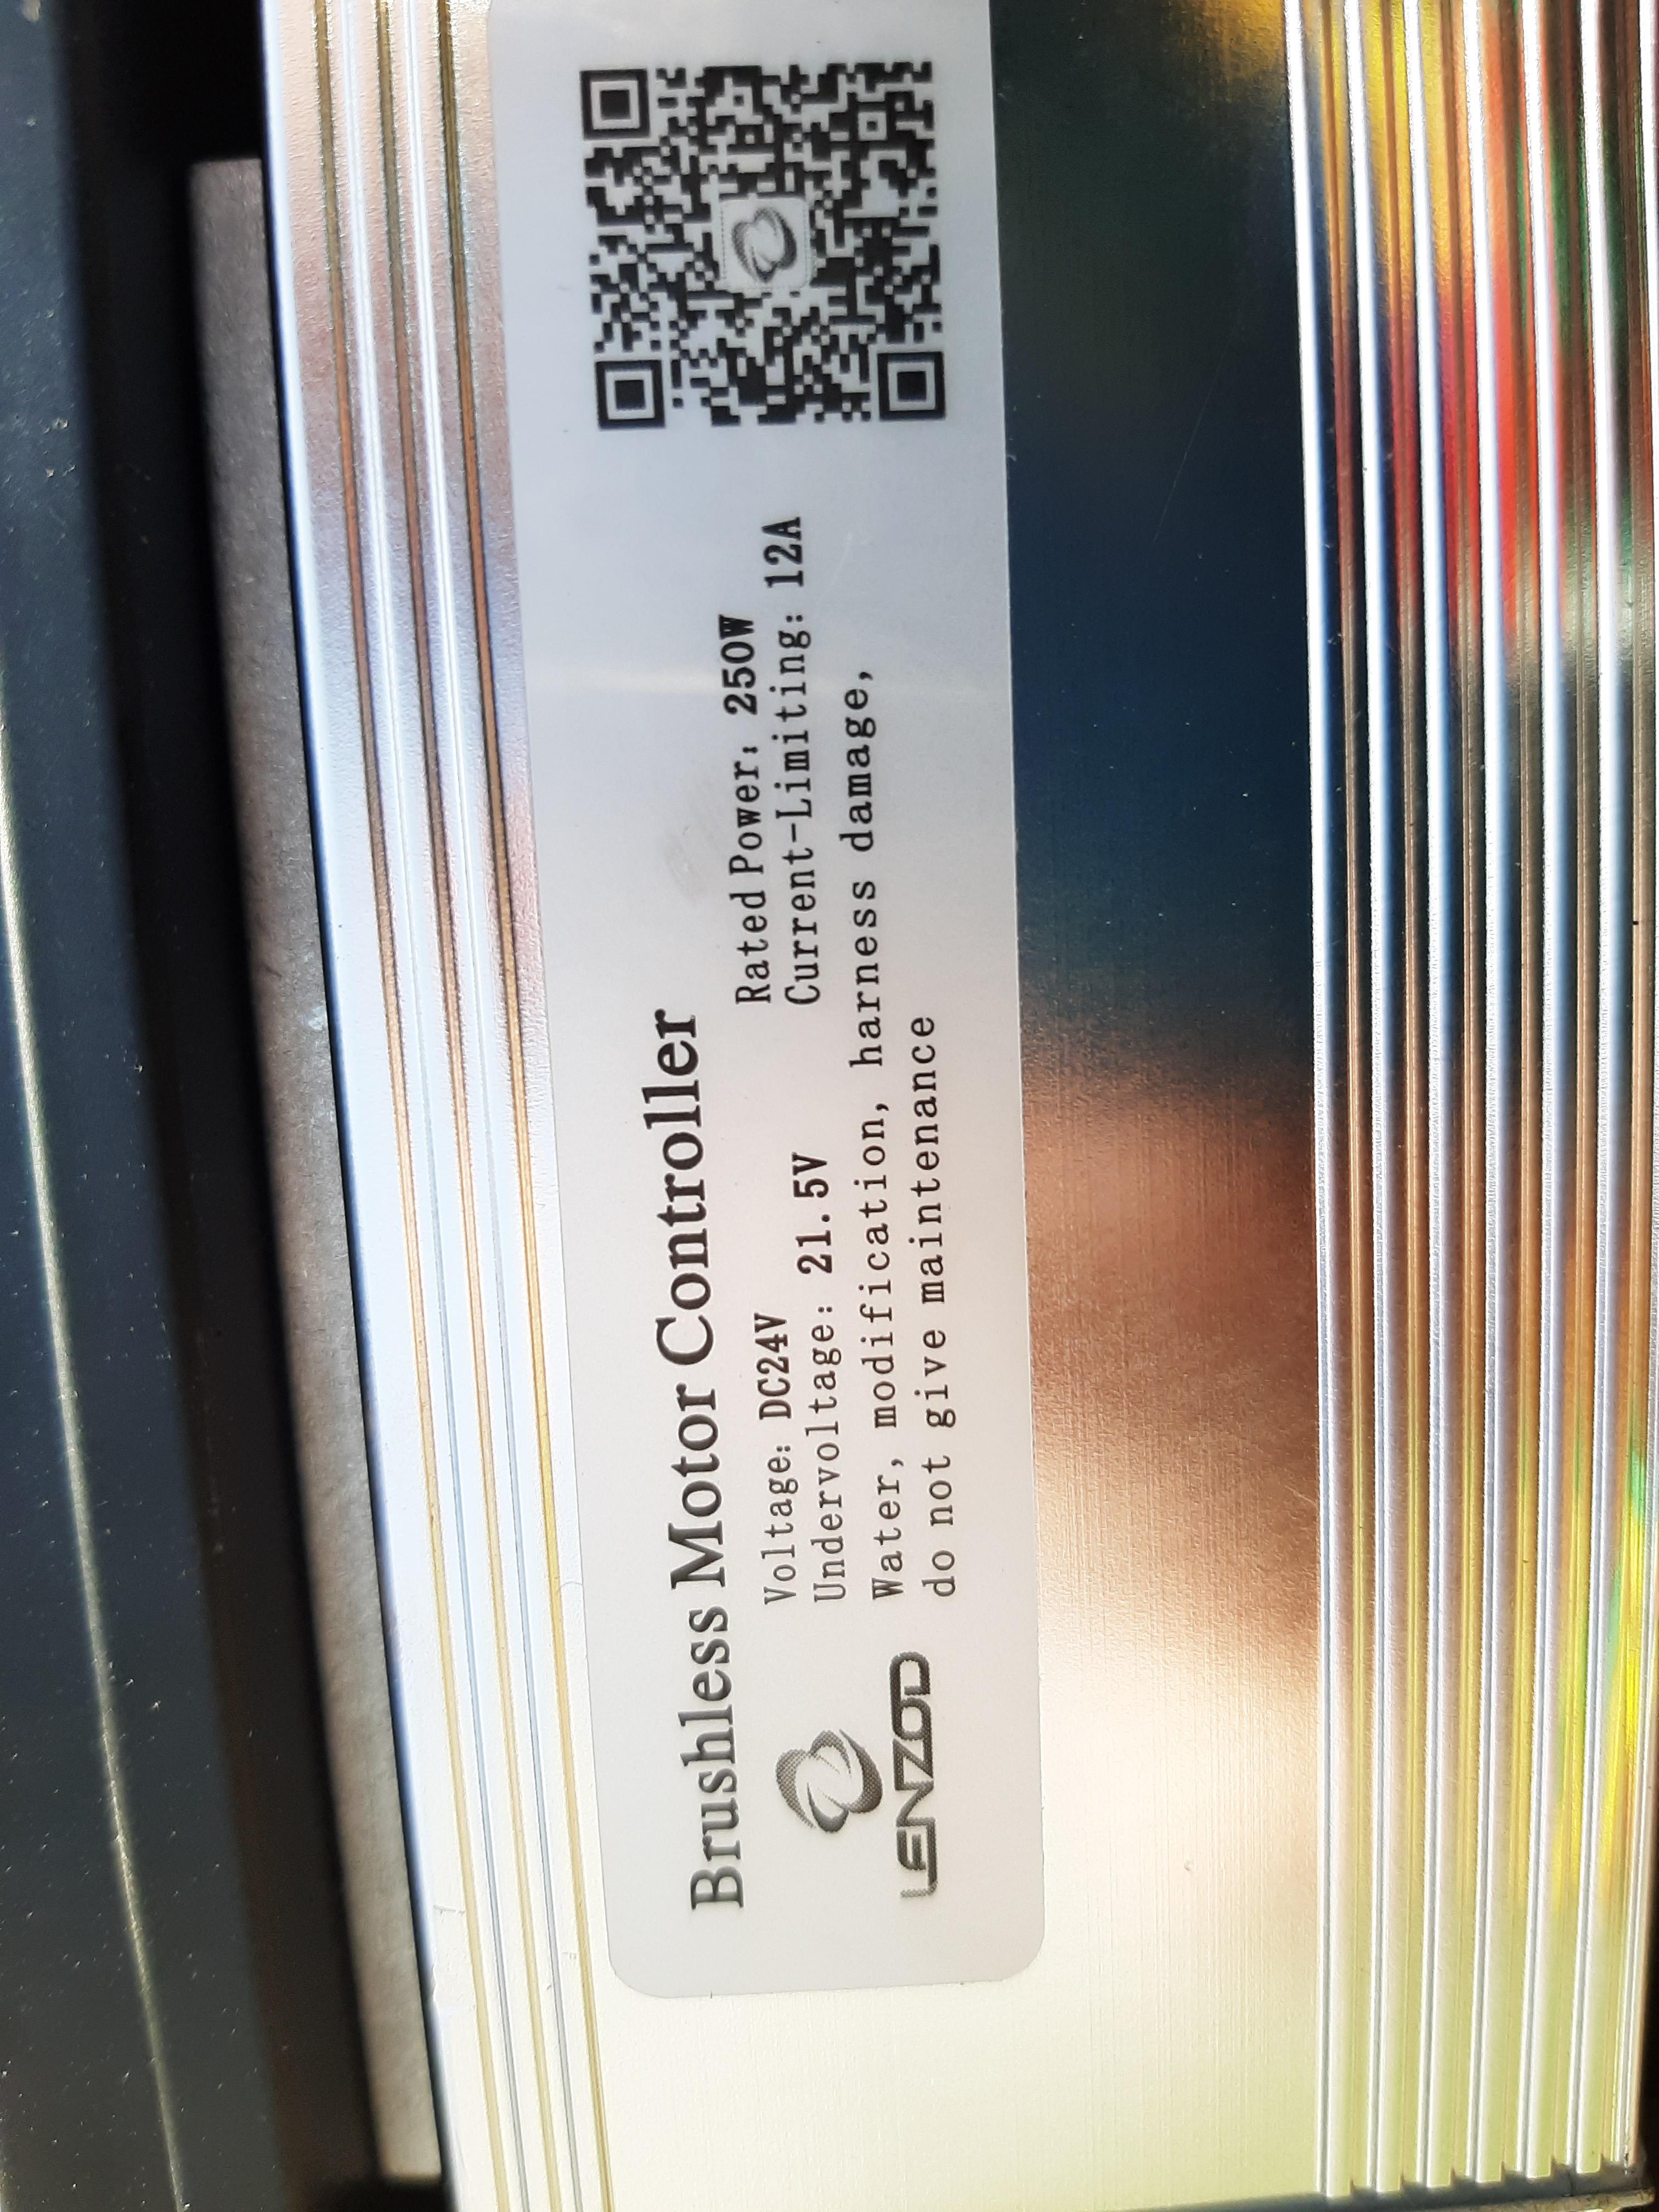 Brushless Motor Controller
Voltage: DC24V Rated Power: 250W
Undervoltage: 21.5V Current-Limiting: 12A
Water, modification, harness damage,
do not give maintenance
LENZOD